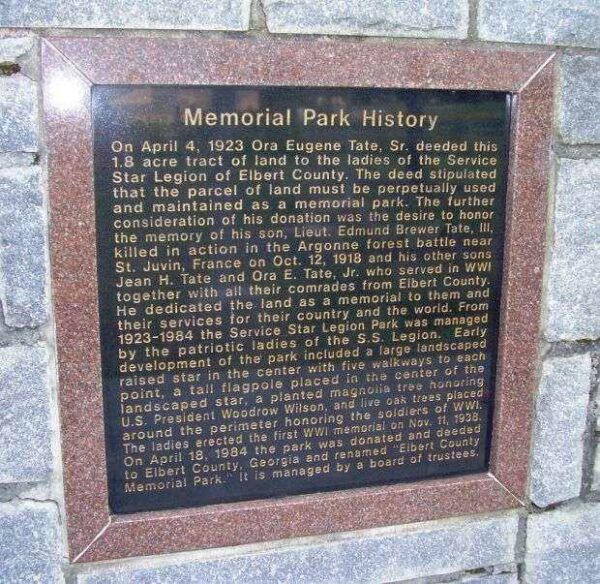 Memorial Park History
On April 4, 1923 Ora Eugene Tate, Sr. deeded this
1.8 acre tract of land to the ladies of the Service
Star Legion of Elbert County. The deed stipulated
that the parcel of land must be perpetually used
and maintained as a memorial park. The further
consideration of his donation was the desire to honor
the memory of his son, Lieut. Edmund Brewer Tate, III,
killed in action in the Argonne forest battle near
St. Juvin, France on Oct. 12, 1918 and his other sons
Jean H. Tate and Ora E. Tate, Jr. who served in WWI
together with all their comrades from Elbert County.
He dedicated the land as a memorial to them and
their services for their country and the world. From
1923-1984 the Service Star Legion Park was managed
by the patriotic ladies of the S.S. Legion. Early
development of the park included a large landscaped
raised star in the center with five walkways to each
point, a tall flagpole placed in the center of the
landscaped star, a planted magnolia tree honoring
U.S. President Woodrow Wilson, and live oak trees placed
around the perimeter honoring the soldiers of WWI.
The ladies erected the first WWI memorial on Nov. 11, 1938.
On April 18, 1984 the park was donated and deeded
to Elbert County, Georgia and renamed "Elbert County
Memorial Park." It is managed by a board of trustees.